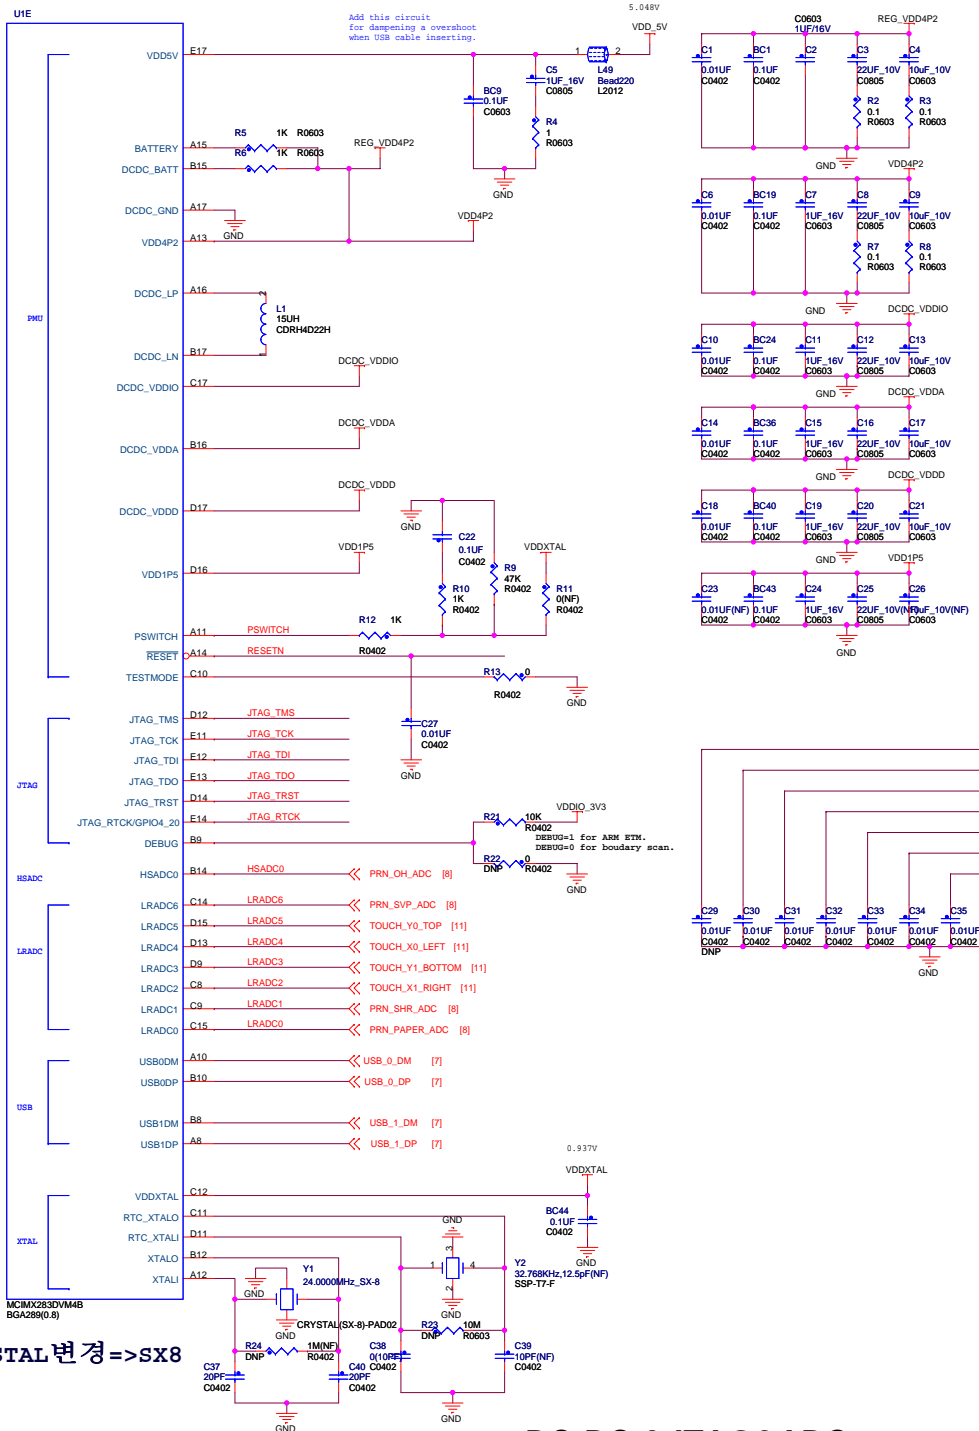 U1E
VDD5V E17
BATTERY A15
DCDC_BATT B15
DCDC_GND A17
VDD4P2 A13
DCDC_LP A16
PMU
DCDC_LN B17
DCDC_VDDIO C17
DCDC_VDDA B16
DCDC_VDDD D17
VDD1P5 D16
PSWITCH A11 PSWITCH
RESET A14 RESETN
TESTMODE C10
JTAG_TMS D12 JTAG_TMS
JTAG_TCK E11 JTAG_TCK
JTAG_TDI E12 JTAG_TDI
JTAG
JTAG_TDO E13 JTAG_TDO
JTAG_TRST D14 JTAG_TRST
JTAG_RTCK/GPIO4_20 E14 JTAG_RTCK
DEBUG B9
HSADC
HSADC0 B14 HSADC0 PRN_OH_ADC [8]
LRADC6 C14 LRADC6 PRN_SVP_ADC [8]
LRADC5 D15 LRADC5 TOUCH_Y0_TOP [11]
LRADC
LRADC4 D13 LRADC4 TOUCH_X0_LEFT [11]
LRADC3 D9 LRADC3 TOUCH_Y1_BOTTOM [11]
LRADC2 C8 LRADC2 TOUCH_X1_RIGHT [11]
LRADC1 C9 LRADC1 PRN_SHR_ADC [8]
LRADC0 C15 LRADC0 PRN_PAPER_ADC [8]
USB0DM A10 USB_0_DM [7]
USB0DP B10 USB_0_DP [7]
USB
USB1DM B8 USB_1_DM [7]
USB1DP A8 USB_1_DP [7]
VDDXTAL C12
RTC_XTALO C11
RTC_XTALI D11
XTAL
XTALO B12
XTALI A12
MCIMX283DVM4B
BGA289(0.8)
STAL변경=>SX8
Add this circuit
for dampening a overshoot
when USB cable inserting.
5.048V
VDD_5V
1 2
L49
Bead220
L2012
C5
1UF_16V
C0805
BC9
0.1UF
C0603
R4
1
R0603
GND
R5 1K R0603
R6 1K R0603
REG_VDD4P2
GND
VDD4P2
2
L1
15UH
CDRH4D22H
1
DCDC_VDDIO
DCDC_VDDA
DCDC_VDDD
VDD1P5
GND
C22
0.1UF
C0402
R10
1K
R0402
R9
47K
R0402
VDDXTAL
R11
0(NF)
R0402
R12 1K
R0402
R13 0
R0402
GND
C27
0.01UF
C0402
GND
VDDIO_3V3
R21 10K
R0402
DEBUG=1 for ARM ETM.
DEBUG=0 for boudary scan.
R22 0
DNP R0402
GND
0.937V
VDDXTAL
BC44
0.1UF
C0402
GND
GND
3
1 4
2
Y2
32.768KHz,12.5pF(NF)
SSP-T7-F
GND
R23 10M
DNP R0603
C38
0(10PF)
C0402
C39
10PF(NF)
C0402
GND
Y1
24.0000MHz_SX-8
GND
GND
CRYSTAL(SX-8)-PAD02
R24 1M(NF)
DNP R0402
C37
20PF
C0402
C40
20PF
C0402
GND
REG_VDD4P2
C0603
1UF/16V
C1 BC1 C2 C3 C4
0.01UF 0.1UF 22UF_10V 10uF_10V
C0402 C0402 C0805 C0603
R2 R3
0.1 0.1
R0603 R0603
GND
VDD4P2
C6 BC19 C7 C8 C9
0.01UF 0.1UF 1UF_16V 22UF_10V 10uF_10V
C0402 C0402 C0603 C0805 C0603
R7 R8
0.1 0.1
R0603 R0603
GND
DCDC_VDDIO
C10 BC24 C11 C12 C13
0.01UF 0.1UF 1UF_16V 22UF_10V 10uF_10V
C0402 C0402 C0603 C0805 C0603
GND
DCDC_VDDA
C14 BC36 C15 C16 C17
0.01UF 0.1UF 1UF_16V 22UF_10V 10uF_10V
C0402 C0402 C0603 C0805 C0603
GND
DCDC_VDDD
C18 BC40 C19 C20 C21
0.01UF 0.1UF 1UF_16V 22UF_10V 10uF_10V
C0402 C0402 C0603 C0805 C0603
GND
VDD1P5
C23 BC43 C24 C25 C26
0.01UF(NF) 0.1UF 1UF_16V 22UF_10V(NF) 10uF_10V(NF)
C0402 C0402 C0603 C0805 C0603
GND
C29 C30 C31 C32 C33 C34 C35
0.01UF 0.01UF 0.01UF 0.01UF 0.01UF 0.01UF 0.01UF
C0402 C0402 C0402 C0402 C0402 C0402 C0402
DNP
GND